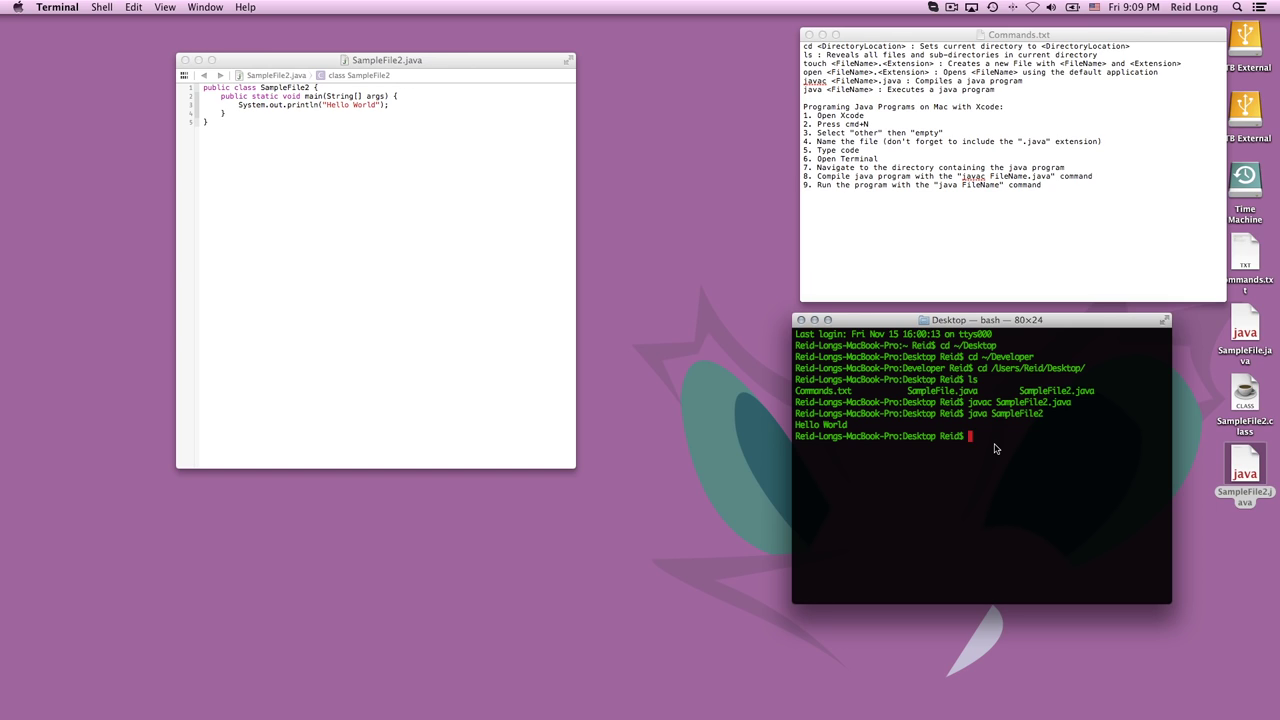 Terminal Shell Edit View Window Help
Fri 9:09 PM Reid Long
SampleFile2.java
SampleFile2.java class SampleFile2
1 public class SampleFile2 {
2 public static void main(String[] args) {
3 System.out.println("Hello World");
4 }
5 }
Commands.txt
cd <DirectoryLocation> : Sets current directory to <DirectoryLocation>
ls : Reveals all files and sub-directories in current directory
touch <FileName>.<Extension> : Creates a new File with <FileName> and <Extension>
open <FileName>.<Extension> : Opens <FileName> using the default application
javac <FileName>.java : Compiles a java program
java <FileName> : Executes a java program
Programing Java Programs on Mac with Xcode:
1. Open Xcode
2. Press cmd+N
3. Select "other" then "empty"
4. Name the file (don't forget to include the ".java" extension)
5. Type code
6. Open Terminal
7. Navigate to the directory containing the java program
8. Compile java program with the "javac FileName.java" command
9. Run the program with the "java FileName" command
Desktop — bash — 80×24
Last login: Fri Nov 15 16:00:13 on ttys000
Reid-Longs-MacBook-Pro:~ Reid$ cd ~/Desktop
Reid-Longs-MacBook-Pro:Desktop Reid$ cd ~/Developer
Reid-Longs-MacBook-Pro:Developer Reid$ cd /Users/Reid/Desktop/
Reid-Longs-MacBook-Pro:Desktop Reid$ ls
Commands.txt SampleFile.java SampleFile2.java
Reid-Longs-MacBook-Pro:Desktop Reid$ javac SampleFile2.java
Reid-Longs-MacBook-Pro:Desktop Reid$ java SampleFile2
Hello World
Reid-Longs-MacBook-Pro:Desktop Reid$
TB External
TB External
Time
Machine
TXT
ommands.tx
t
java
SampleFile.ja
va
CLASS
SampleFile2.c
lass
java
SampleFile2.j
ava